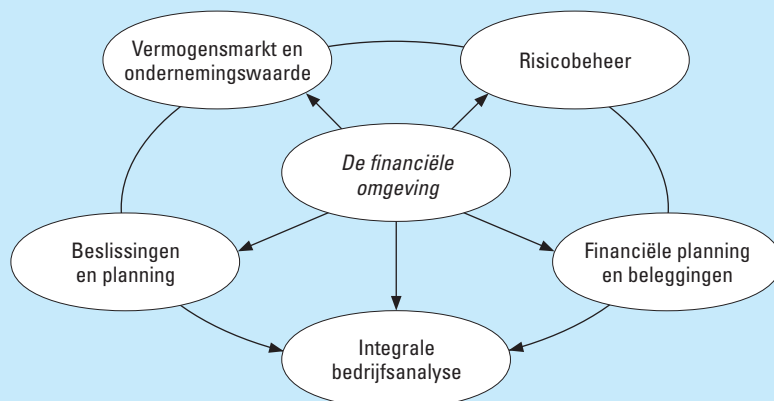 Vermogensmarkt en
ondernemingswaarde
Risicobeheer
De financiële
omgeving
Beslissingen
en planning
Financiële planning
en beleggingen
Integrale
bedrijfsanalyse